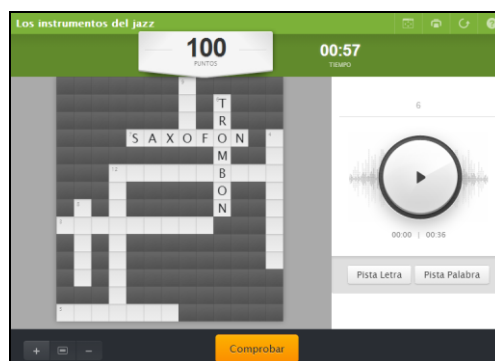 Los instrumentos del jazz
100
PUNTOS
00:57
TIEMPO
6
T
R
SAXOFON
M
B
O
N
12
00:00 | 00:36
Pista Letra
Pista Palabra
Comprobar